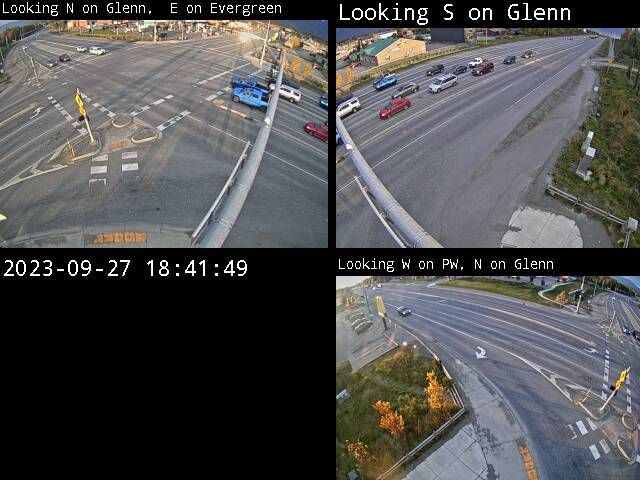 Looking N on Glenn,  E on Evergreen
Looking S on Glenn
2023-09-27 18:41:49
Looking W on PW, N on Glenn